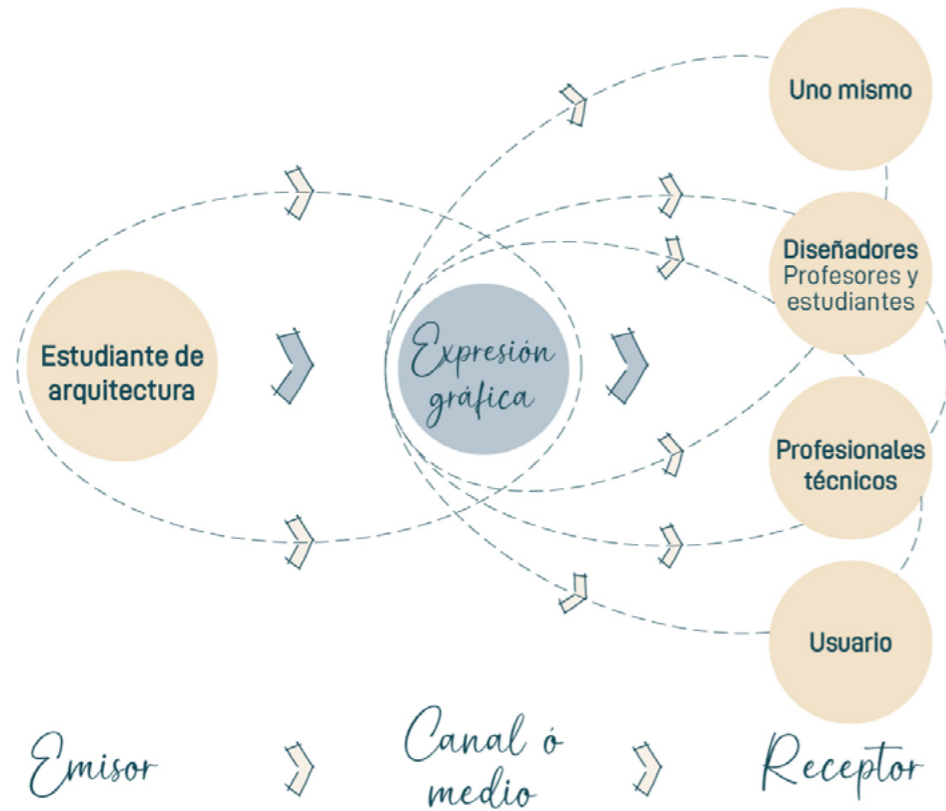 Uno mismo
Diseñadores
Profesores y
estudiantes
Estudiante de
arquitectura
Expresión
gráfica
Profesionales
técnicos
Usuario
Emisor
Canal ó
medio
Receptor